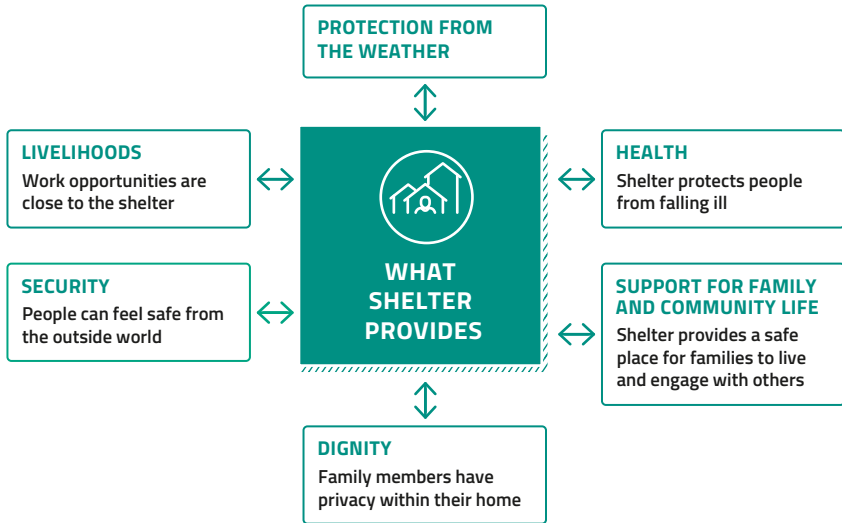 PROTECTION FROM
THE WEATHER
LIVELIHOODS
Work opportunities are
close to the shelter
HEALTH
Shelter protects people
from falling ill
WHAT
SHELTER
PROVIDES
SECURITY
People can feel safe from
the outside world
SUPPORT FOR FAMILY
AND COMMUNITY LIFE
Shelter provides a safe
place for families to live
and engage with others
DIGNITY
Family members have
privacy within their home